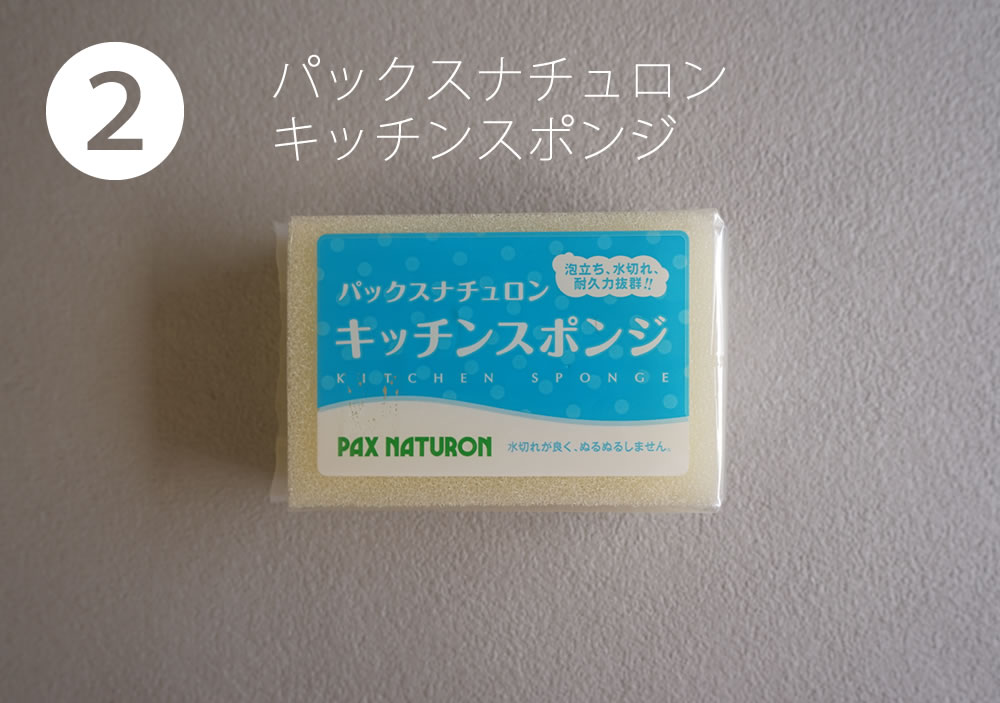 2
パックスナチュロン
キッチンスポンジ
泡立ち、水切れ、
耐久力抜群!!
パックスナチュロン
キッチンスポンジ
KITCHEN SPONGE
PAX NATURON 水切れが良く、ぬるぬるしません。